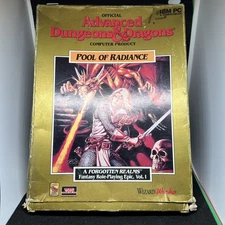 OFFICIAL
Advanced
Dungeons & Dragons
COMPUTER PRODUCT
IBM PC
POOL OF RADIANCE
A FORGOTTEN REALMS
Fantasy Role-Playing Epic, Vol. I